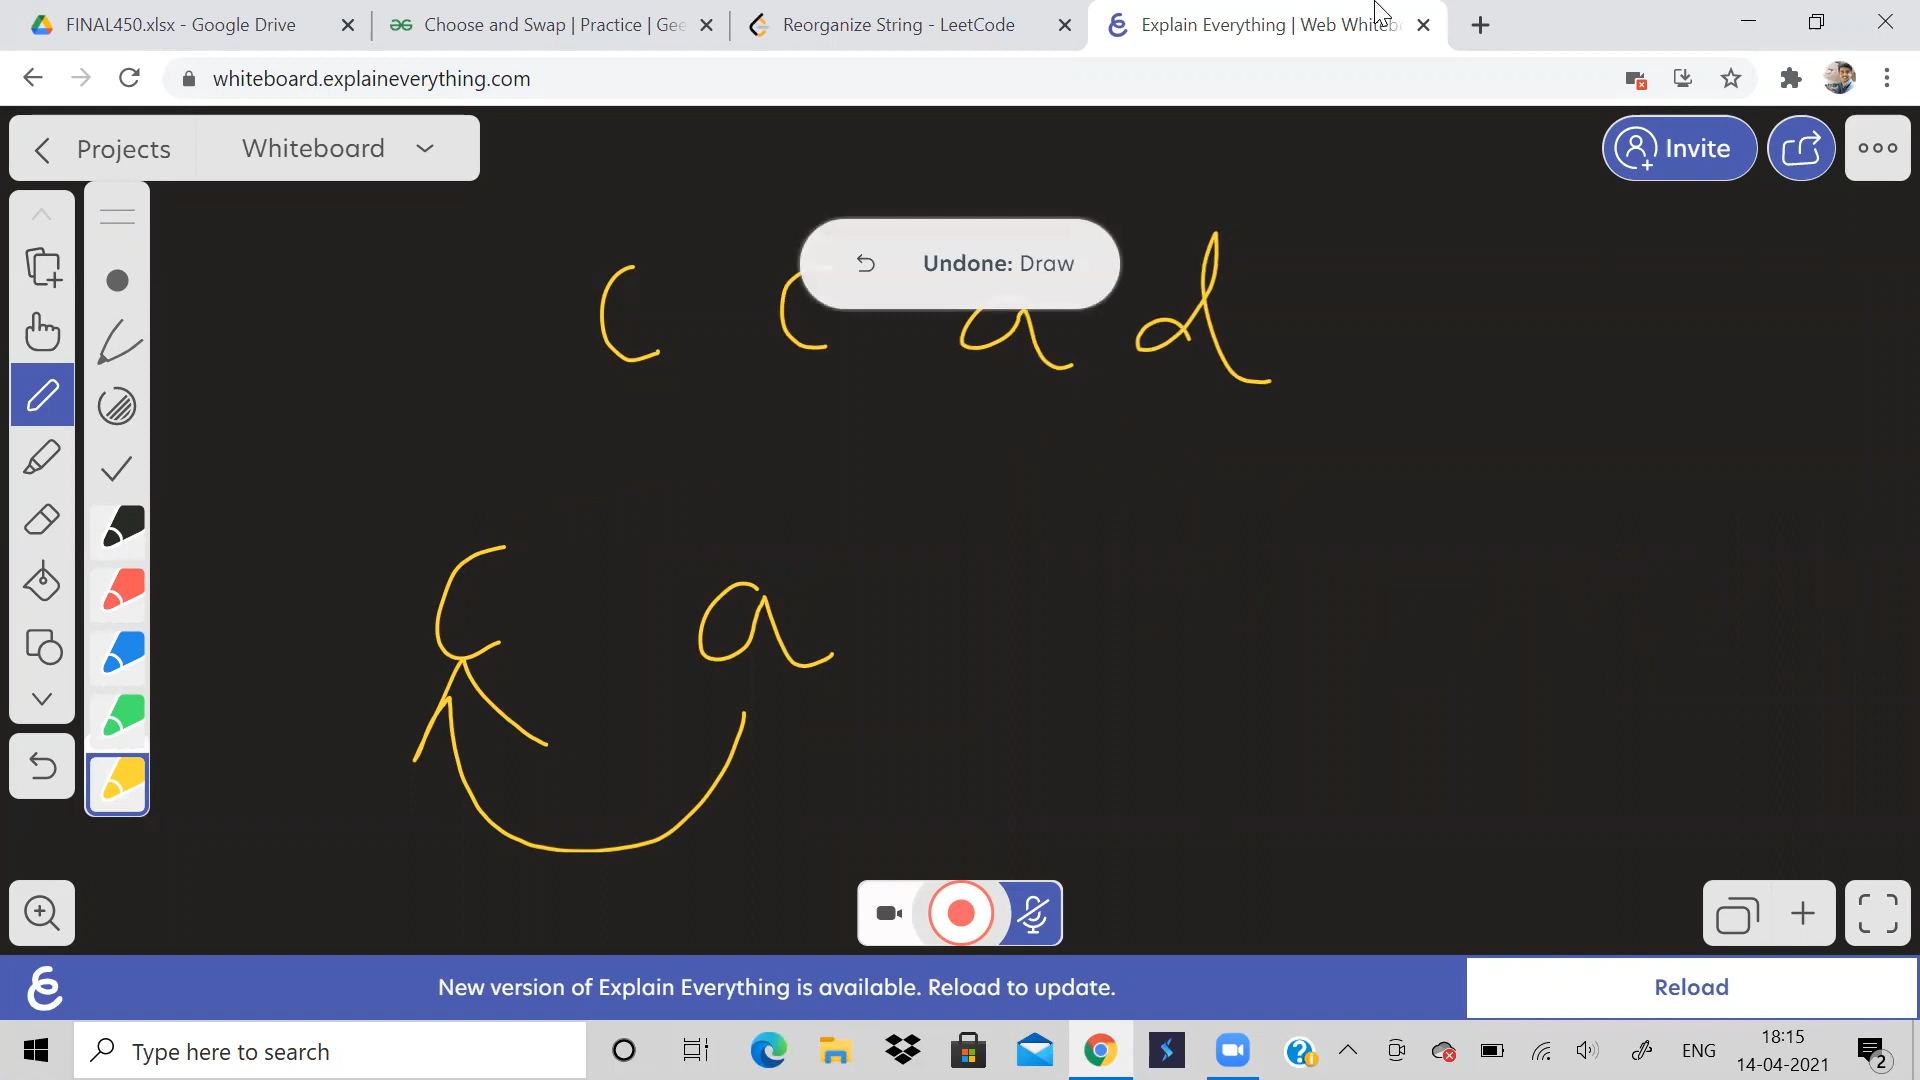 FINAL450.xlsx - Google Drive
Choose and Swap | Practice | Gee
Reorganize String - LeetCode
Explain Everything | Web Whitebo
whiteboard.explaineverything.com
Projects
Whiteboard
Invite
Undone: Draw
c c a d
c a
New version of Explain Everything is available. Reload to update.
Reload
Type here to search
ENG
18:15
14-04-2021
2